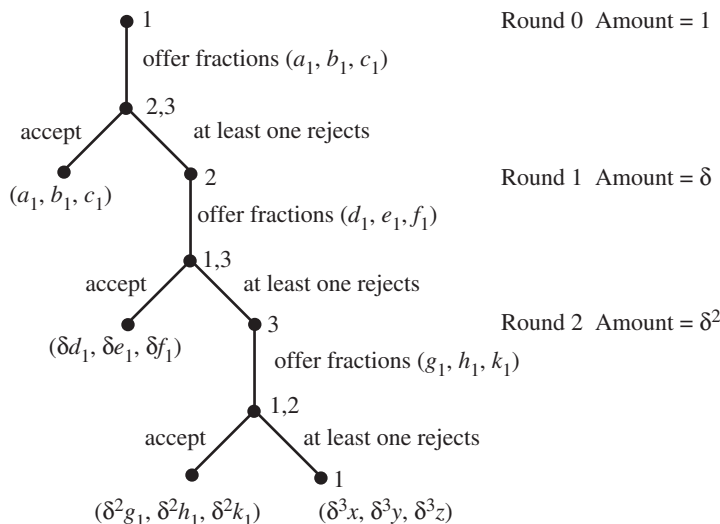 1 Round 0 Amount = 1
offer fractions (a₁, b₁, c₁)
2,3
accept at least one rejects
2 Round 1 Amount = δ
(a₁, b₁, c₁)
offer fractions (d₁, e₁, f₁)
1,3
accept at least one rejects
3 Round 2 Amount = δ²
(δd₁, δe₁, δf₁)
offer fractions (g₁, h₁, k₁)
1,2
accept at least one rejects
1
(δ²g₁, δ²h₁, δ²k₁) (δ³x, δ³y, δ³z)